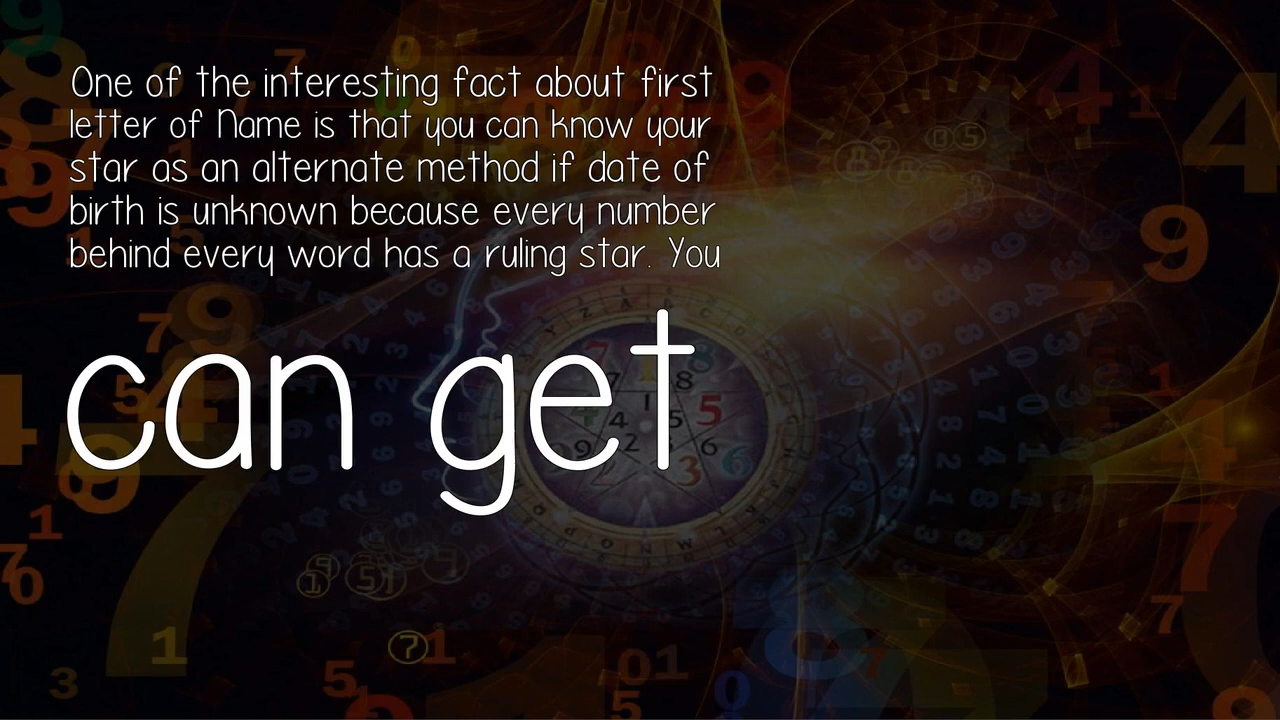 One of the interesting fact about first
letter of Name is that you can know your
star as an alternate method if date of
birth is unknown because every number
behind every word has a ruling star. You
can get